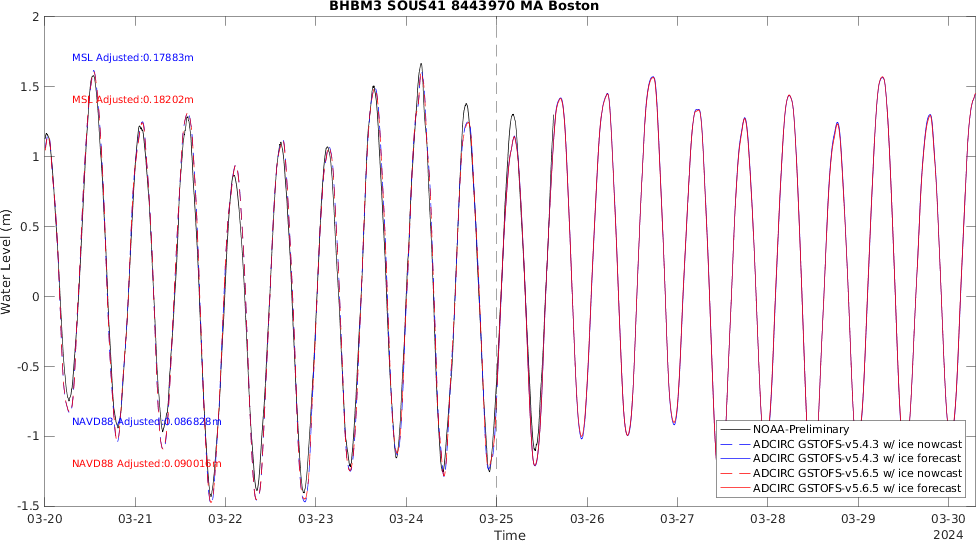 BHBM3 SOUS41 8443970 MA Boston
2
1.5
1
0.5
0
-0.5
-1
-1.5
Water Level (m)
MSL Adjusted:0.17883m
MSL Adjusted:0.18202m
NAVD88 Adjusted:0.086828m
NAVD88 Adjusted:0.090016m
NOAA-Preliminary
ADCIRC GSTOFS-v5.4.3 w/ ice nowcast
ADCIRC GSTOFS-v5.4.3 w/ ice forecast
ADCIRC GSTOFS-v5.6.5 w/ ice nowcast
ADCIRC GSTOFS-v5.6.5 w/ ice forecast
03-20 03-21 03-22 03-23 03-24 03-25 03-26 03-27 03-28 03-29 03-30
2024
Time